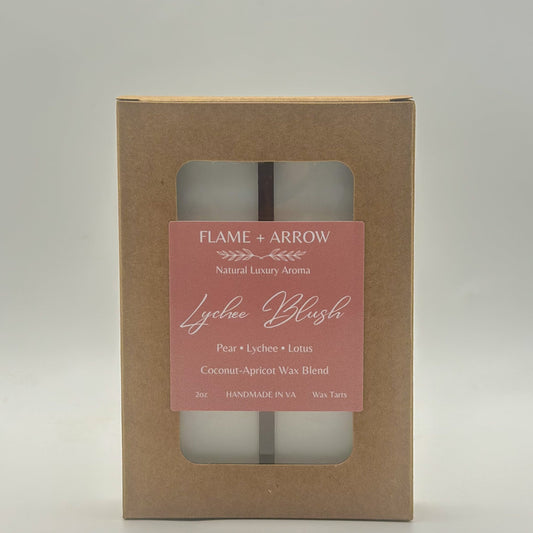 FLAME + ARROW
Natural Luxury Aroma
Lychee Blush
Pear • Lychee • Lotus
Coconut-Apricot Wax Blend
2oz HANDMADE IN VA Wax Tarts